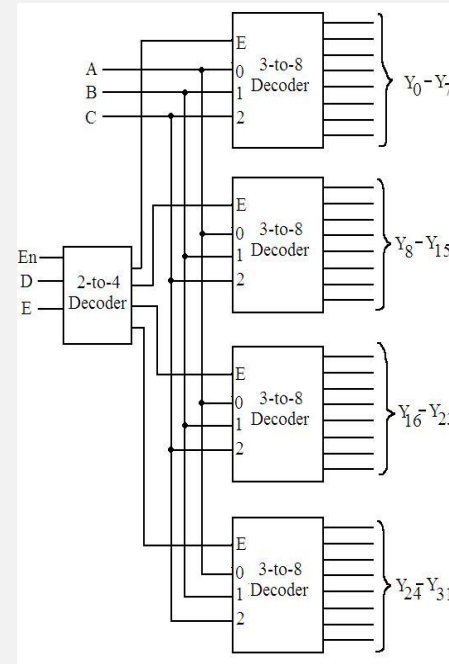 E
A
0 3-to-8
B
1 Decoder
C
2
Y0-Y7
E
0 3-to-8
1 Decoder
2
Y8-Y15
En
D 2-to-4
E Decoder
E
0 3-to-8
1 Decoder
2
Y16-Y23
E
0 3-to-8
1 Decoder
2
Y24-Y31